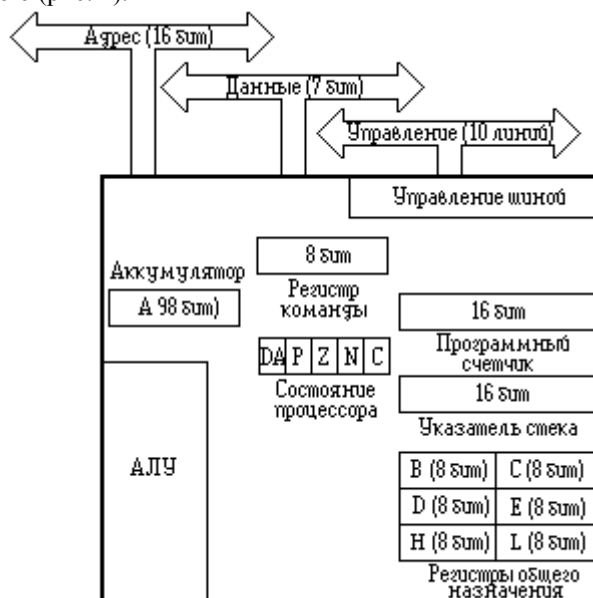 Адрес (16 бит)
Данные (7 бит)
Управление (10 линий)
Управление шиной
8 бит
Аккумулятор
Регистр
команды
A 98 бит)
16 бит
Программный
счетчик
DA P Z N C
Состояние
процессора
16 бит
Указатель стека
АЛУ
B (8 бит) C (8 бит)
D (8 бит) E (8 бит)
H (8 бит) L (8 бит)
Регистры общего
назначения